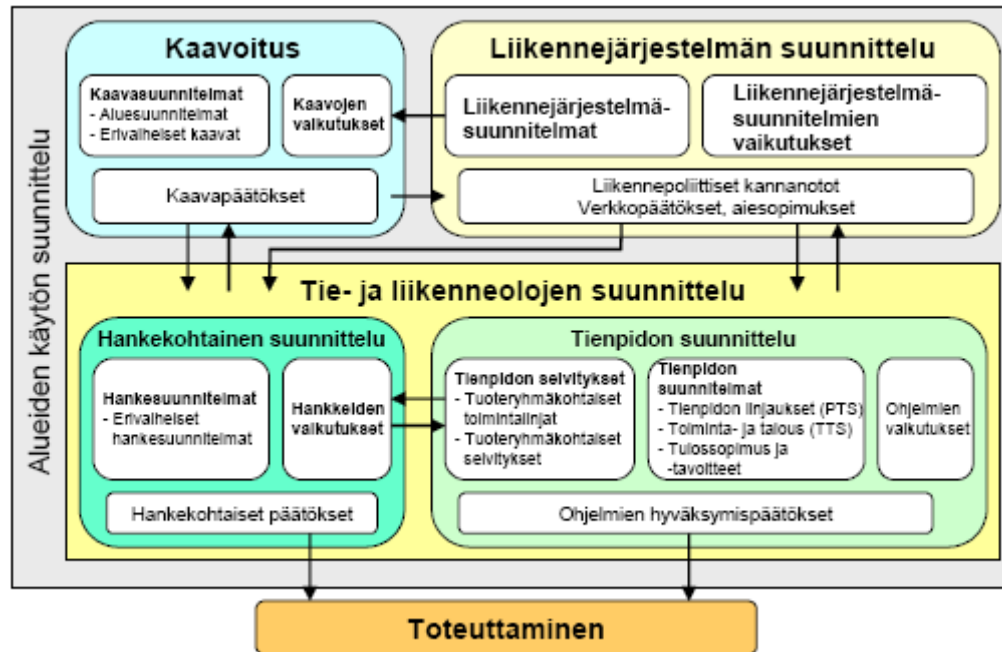 Alueiden käytön suunnittelu
Kaavoitus
Kaavasuunnitelmat
- Aluesuunnitelmat
- Erivaiheiset kaavat
Kaavojen
vaikutukset
Kaavapäätökset
Liikennejärjestelmän suunnittelu
Liikennejärjestelmä-
suunnitelmat
Liikennejärjestelmä-
suunnitelmien
vaikutukset
Liikennepoliittiset kannanotot
Verkkopäätökset, aiesopimukset
Tie- ja liikenneolojen suunnittelu
Hankekohtainen suunnittelu
Hankesuunnitelmat
- Erivaiheiset
hankesuunnitelmat
Hankkeiden
vaikutukset
Hankekohtaiset päätökset
Tienpidon suunnittelu
Tienpidon selvitykset
- Tuoteryhmäkohtaiset
toimintalinjat
- Tuoteryhmäkohtaiset
selvitykset
Tienpidon
suunnitelmat
- Tienpidon linjaukset (PTS)
- Toiminta- ja talous (TTS)
- Tulossopimus ja
-tavoitteet
Ohjelmien
vaikutukset
Ohjelmien hyväksymispäätökset
Toteuttaminen